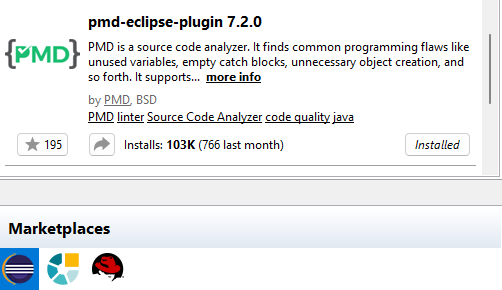 pmd-eclipse-plugin 7.2.0
{PMD}
PMD is a source code analyzer. It finds common programming flaws like
unused variables, empty catch blocks, unnecessary object creation, and
so forth. It supports... more info
by PMD, BSD
PMD linter Source Code Analyzer code quality java
195 Installs: 103K (766 last month) Installed
Marketplaces